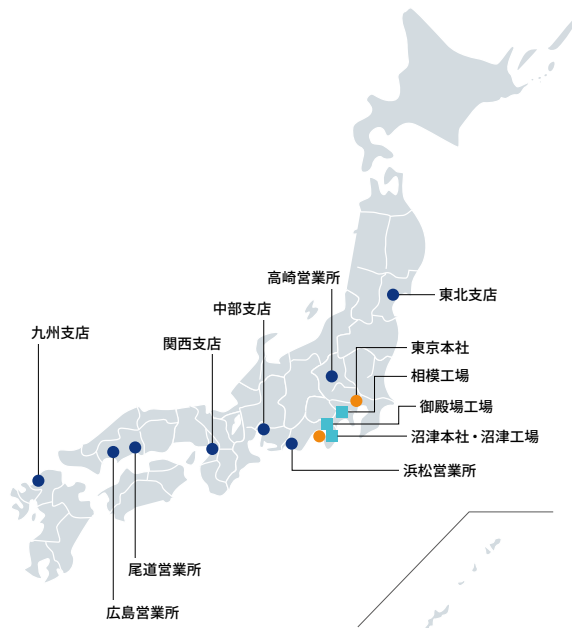 高崎営業所
東北支店
中部支店
九州支店
関西支店
東京本社
相模工場
御殿場工場
沼津本社・沼津工場
浜松営業所
尾道営業所
広島営業所